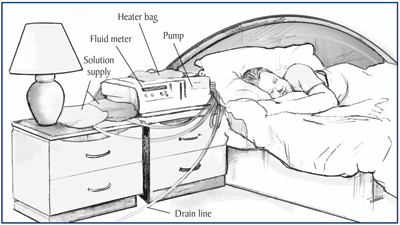 Heater bag
Fluid meter
Pump
Solution
supply
Drain line